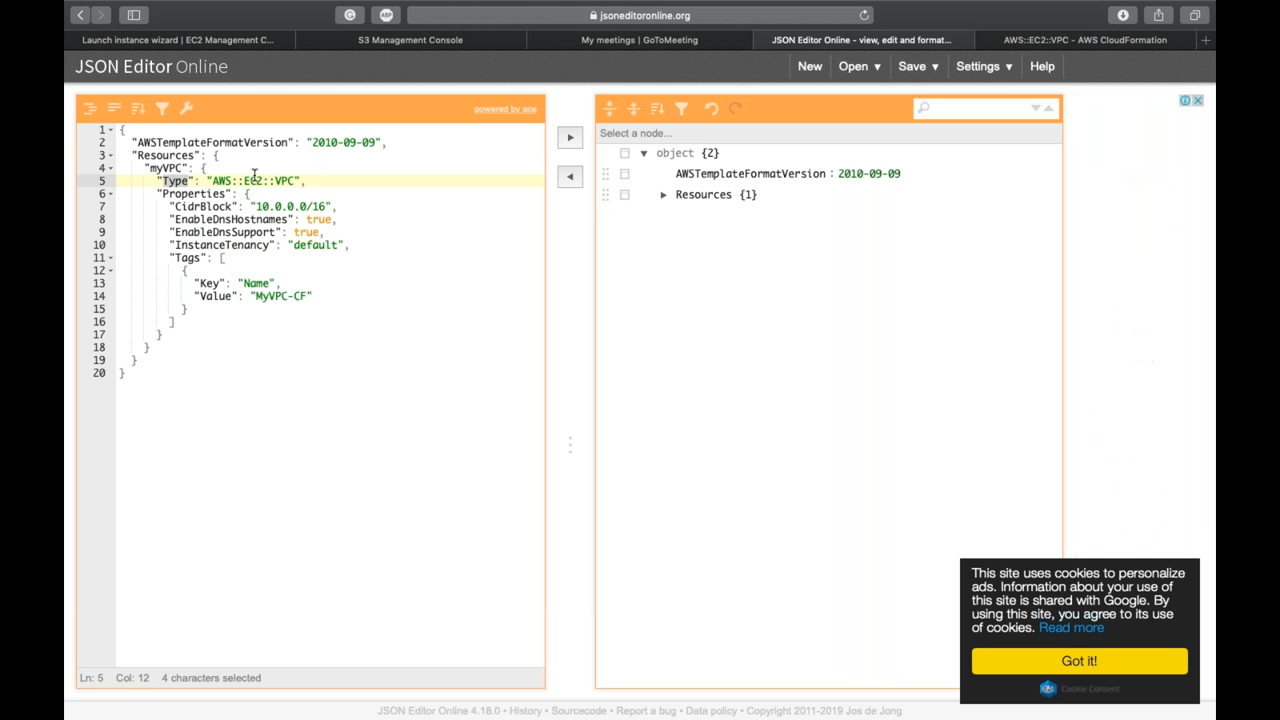 jsoneditoronline.org
Launch instance wizard | EC2 Management C...
S3 Management Console
My meetings | GoToMeeting
JSON Editor Online - view, edit and format...
AWS::EC2::VPC - AWS CloudFormation
JSON Editor Online
New
Open ▾
Save ▾
Settings ▾
Help
powered by ace
1 {
2 "AWSTemplateFormatVersion": "2010-09-09",
3 "Resources": {
4 "myVPC": {
5 "Type": "AWS::EC2::VPC",
6 "Properties": {
7 "CidrBlock": "10.0.0.0/16",
8 "EnableDnsHostnames": true,
9 "EnableDnsSupport": true,
10 "InstanceTenancy": "default",
11 "Tags": [
12 {
13 "Key": "Name",
14 "Value": "MyVPC-CF"
15 }
16 ]
17 }
18 }
19 }
20 }
Ln: 5 Col: 12 4 characters selected
Select a node...
object {2}
AWSTemplateFormatVersion : 2010-09-09
Resources {1}
This site uses cookies to personalize
ads. Information about your use of
this site is shared with Google. By
using this site, you agree to its use
of cookies. Read more
Got it!
Cookie Consent
JSON Editor Online 4.18.0 • History • Sourcecode • Report a bug • Data policy • Copyright 2011-2019 Jos de Jong